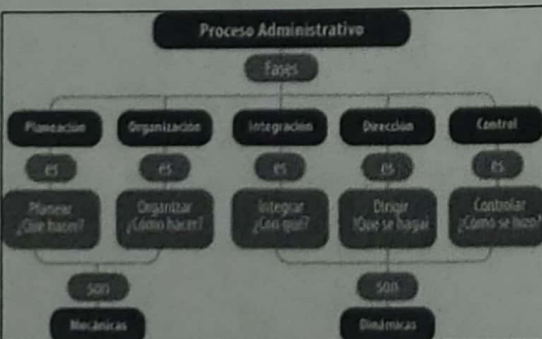 Proceso Administrativo
Fases
Planeación
Organización
Integración
Dirección
Control
es
es
es
es
es
Planear
¿Que hacer?
Organizar
¿Cómo hacer?
Integrar
¿Con qué?
Dirigir
!Que se haga¡
Controlar
¿Cómo se hizo?
son
son
Mecánicas
Dinámicas